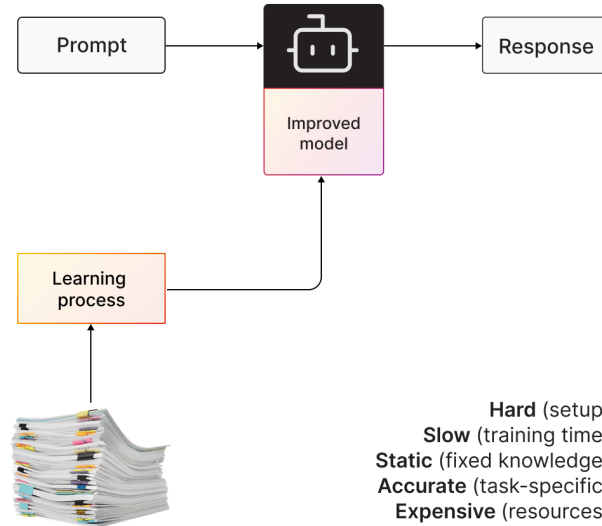 Prompt
Response
Improved
model
Learning
process
Hard (setup
Slow (training time
Static (fixed knowledge
Accurate (task-specific
Expensive (resources